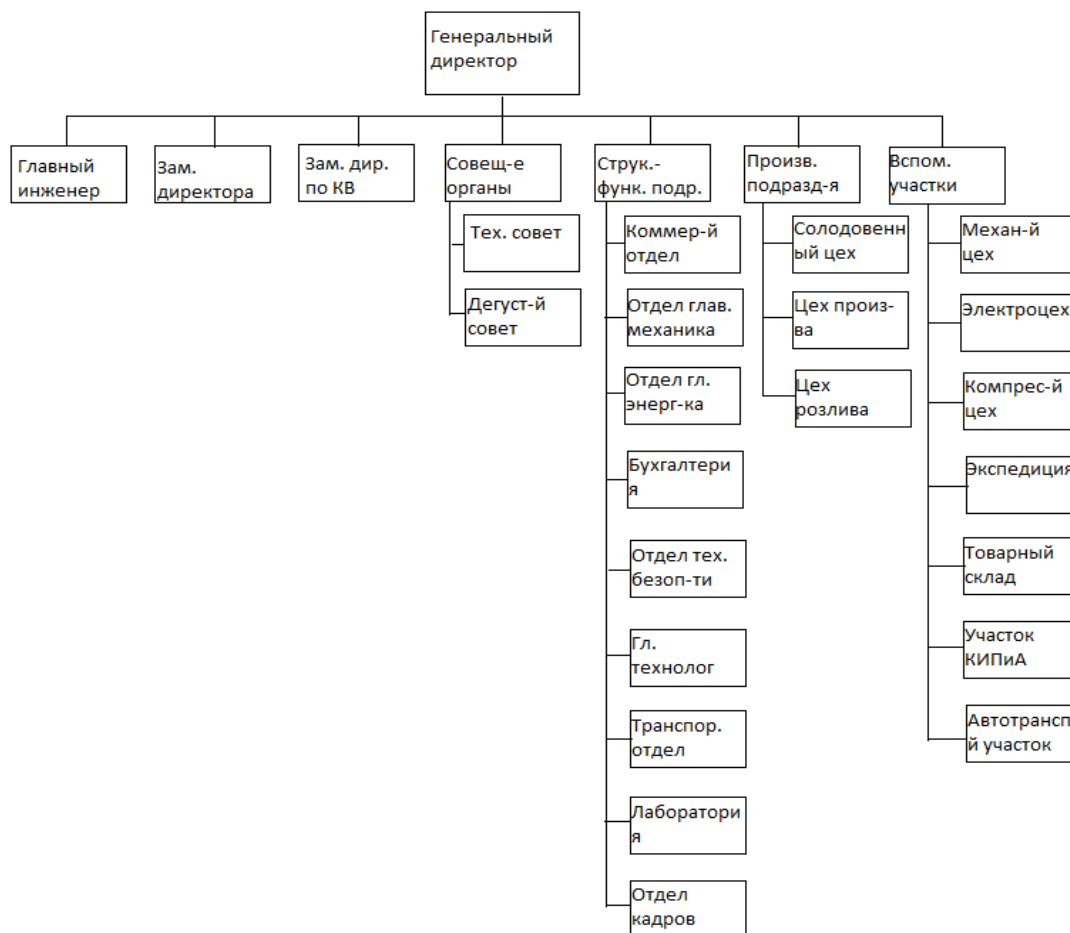 Генеральный
директор
Главный
инженер
Зам.
директора
Зам. дир.
по КВ
Совещ-е
органы
Струк.-
функ. подр.
Произв.
подразд-я
Вспом.
участки
Тех. совет
Дегуст-й
совет
Коммер-й
отдел
Отдел глав.
механика
Отдел гл.
энерг-ка
Бухгалтери
я
Отдел тех.
безоп-ти
Гл.
технолог
Транспор.
отдел
Лаборатори
я
Отдел
кадров
Солодовенн
ый цех
Цех произ-
ва
Цех
розлива
Механ-й
цех
Электроцех
Компрес-й
цех
Экспедиция
Товарный
склад
Участок
КИПиА
Автотрансп
й участок